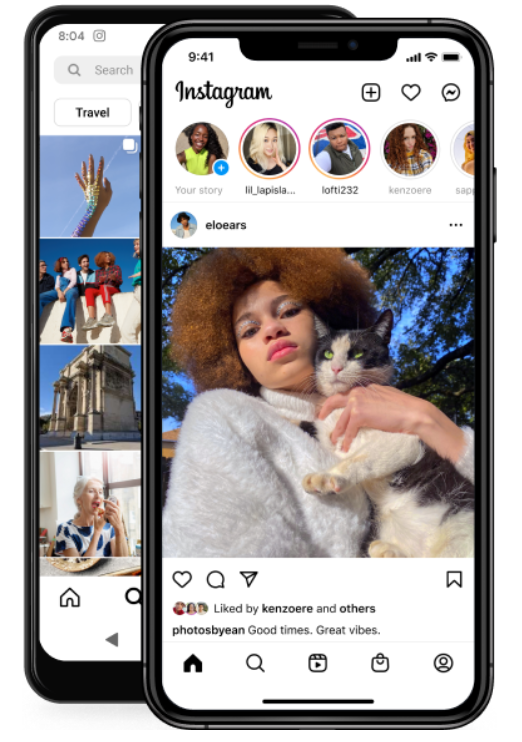 8:04
Search
Travel
9:41
Instagram
Your story
lil_lapisla...
lofti232
kenzoere
sapp
eloears
Liked by kenzoere and others
photosbyean Good times. Great vibes.